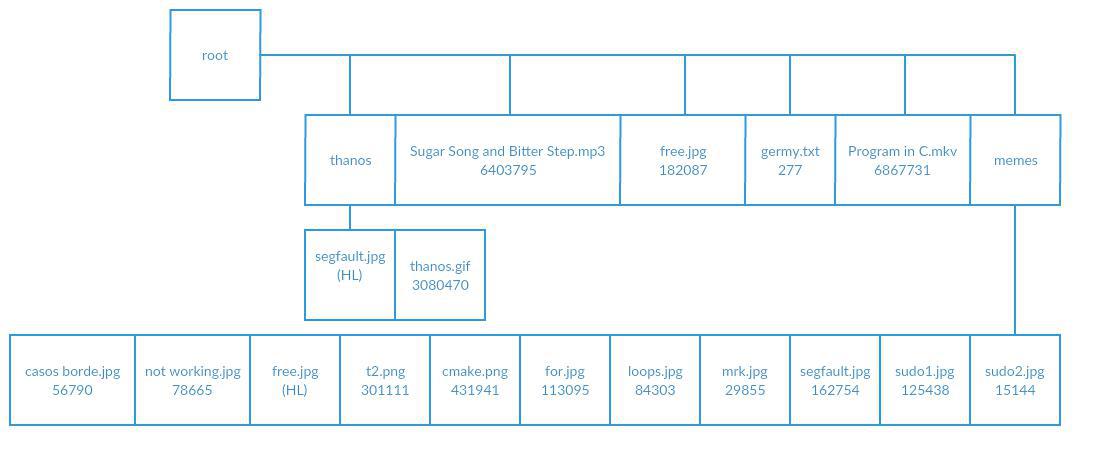 root
thanos
Sugar Song and Bitter Step.mp3
6403795
free.jpg
182087
germy.txt
277
Program in C.mkv
6867731
memes
segfault.jpg
(HL)
thanos.gif
3080470
casos borde.jpg
56790
not working.jpg
78665
free.jpg
(HL)
t2.png
301111
cmake.png
431941
for.jpg
113095
loops.jpg
84303
mrk.jpg
29855
segfault.jpg
162754
sudo1.jpg
125438
sudo2.jpg
15144